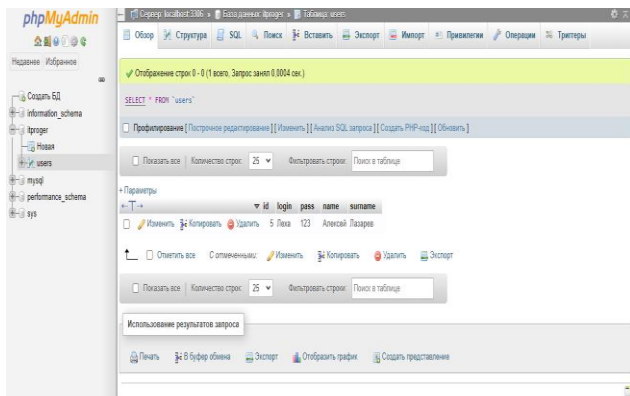 phpMyAdmin
Недавнее Избранное
Создать БД
information_schema
itproger
Новая
users
mysql
performance_schema
sys
Сервер: localhost:3306 » База данных: itproger » Таблица: users
Обзор Структура SQL Поиск Вставить Экспорт Импорт Привилегии Операции Триггеры
Отображение строк 0 - 0 (1 всего, Запрос занял 0,0004 сек.)
SELECT * FROM `users`
Профилирование [ Построчное редактирование ] [ Изменить ] [ Анализ SQL запроса ] [ Создать PHP-код ] [ Обновить ]
Показать все Количество строк: 25 Фильтровать строки: Поиск в таблице
+ Параметры
←T→ id login pass name surname
Изменить Копировать Удалить 5 Леха 123 Алексей Лазарев
Отметить все С отмеченными: Изменить Копировать Удалить Экспорт
Показать все Количество строк: 25 Фильтровать строки: Поиск в таблице
Использование результатов запроса
Печать В буфер обмена Экспорт Отобразить график Создать представление